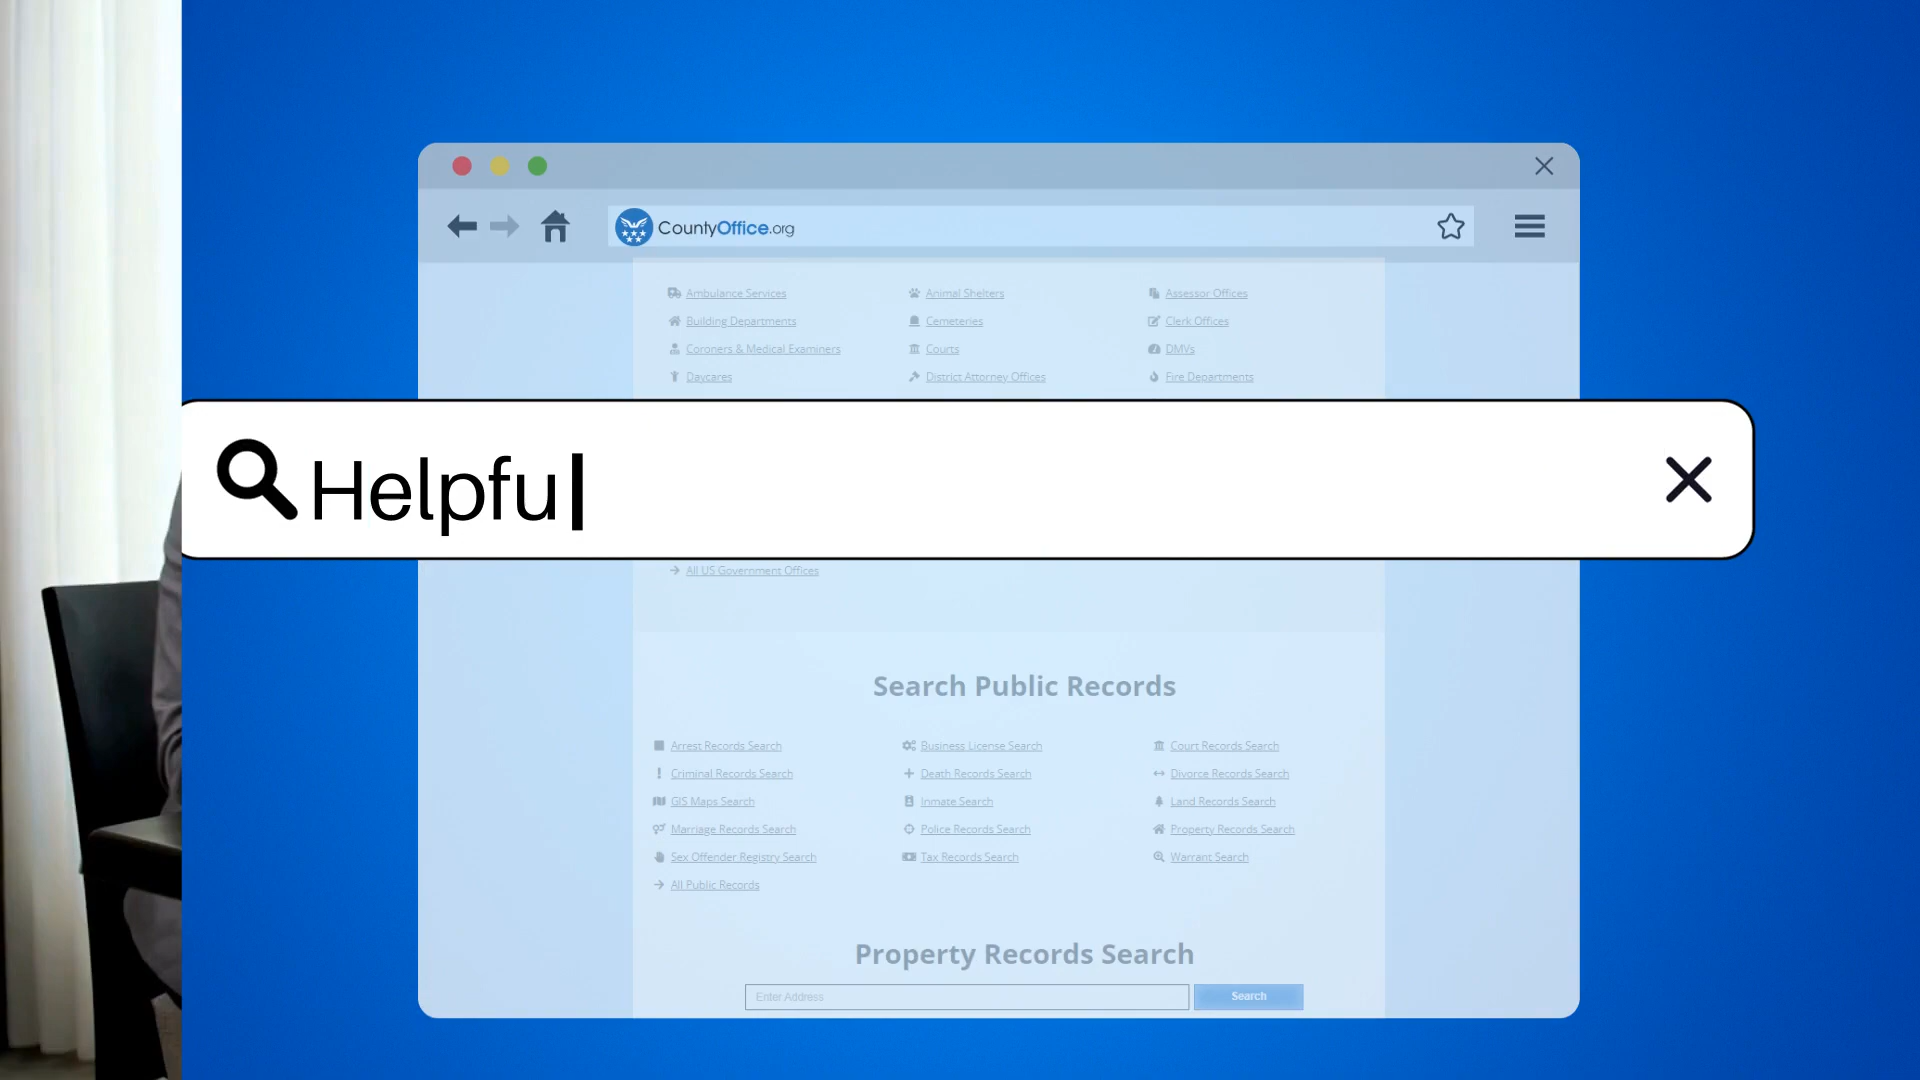 CountyOffice.org
Ambulance Services Animal Shelters Assessor Offices
Building Departments Cemeteries Clerk Offices
Coroners & Medical Examiners Courts DMVs
Daycares District Attorney Offices Fire Departments
Helpfu
All US Government Offices
Search Public Records
Arrest Records Search Business License Search Court Records Search
Criminal Records Search Death Records Search Divorce Records Search
GIS Maps Search Inmate Search Land Records Search
Marriage Records Search Police Records Search Property Records Search
Sex Offender Registry Search Tax Records Search Warrant Search
All Public Records
Property Records Search
Enter Address Search